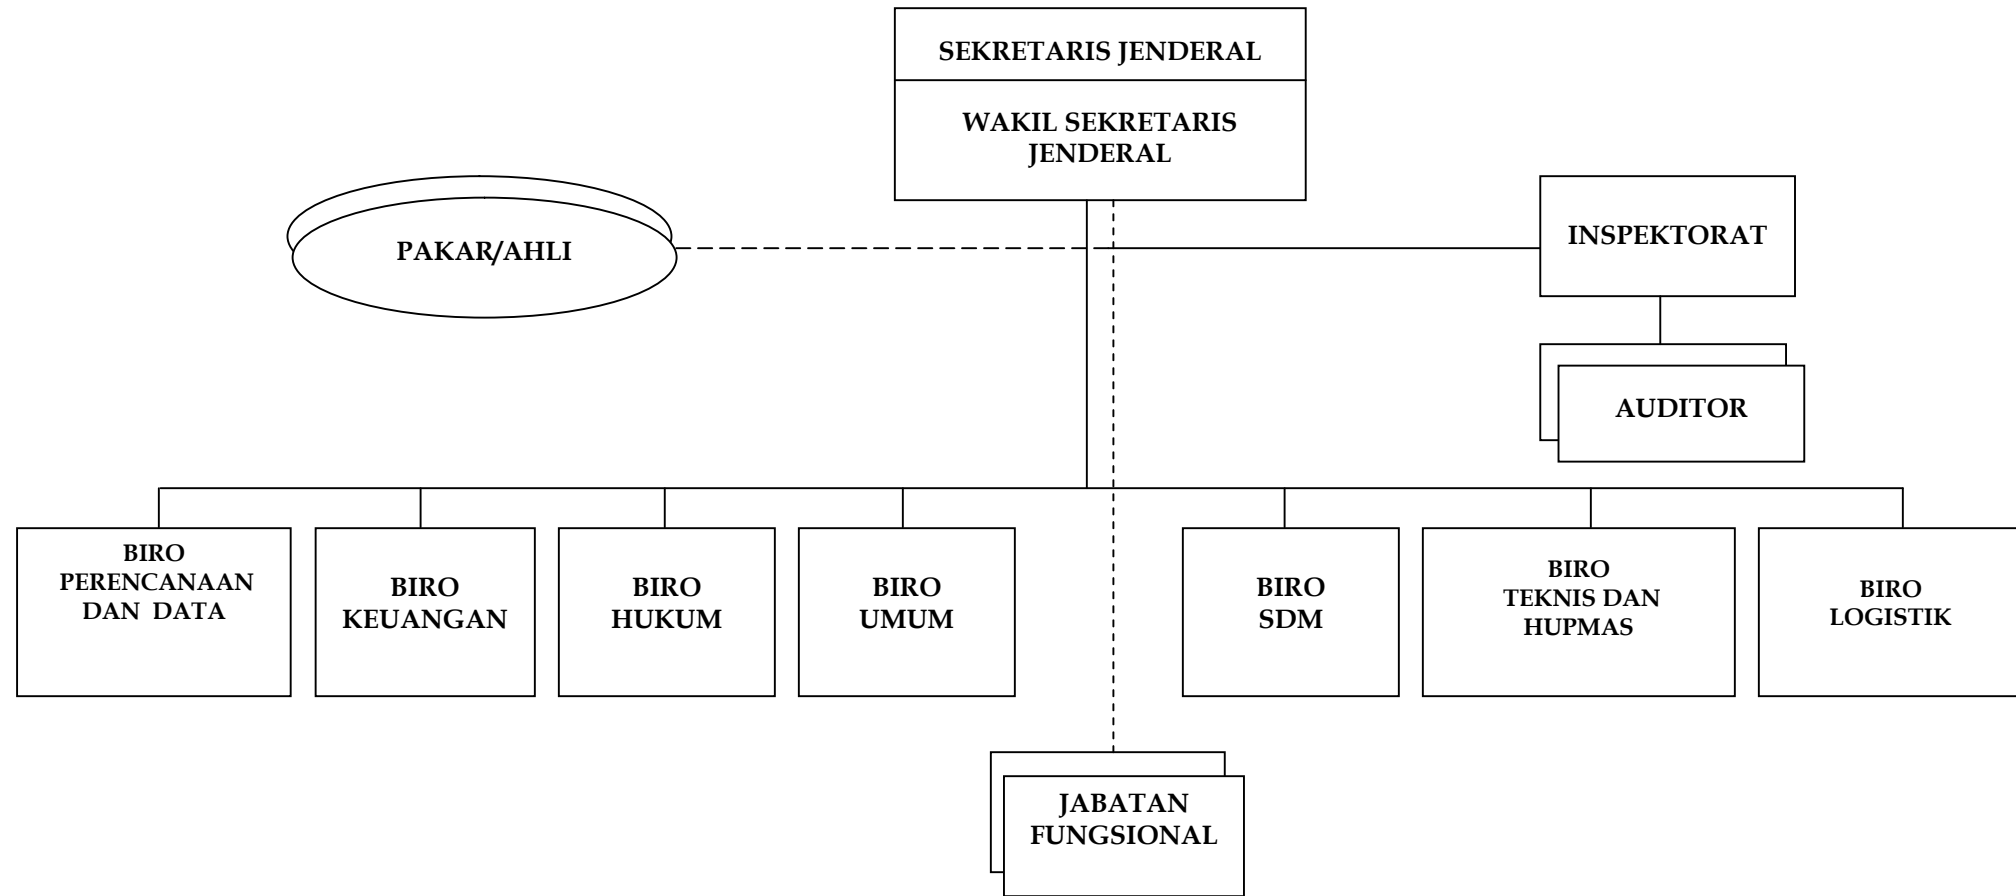 SEKRETARIS JENDERAL
WAKIL SEKRETARIS
JENDERAL
PAKAR/AHLI
INSPEKTORAT
AUDITOR
BIRO
PERENCANAAN
DAN DATA
BIRO
KEUANGAN
BIRO
HUKUM
BIRO
UMUM
BIRO
SDM
BIRO
TEKNIS DAN
HUPMAS
BIRO
LOGISTIK
JABATAN
FUNGSIONAL